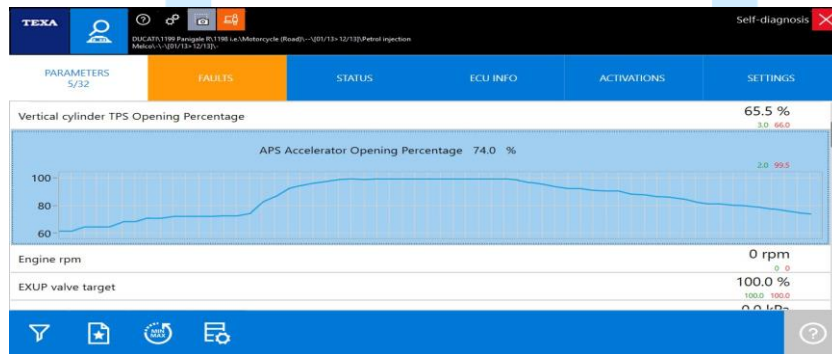 TEXA
Self-diagnosis
DUCATI\1199 Panigale R\1198 i.e.\Motorcycle (Road)\--\[01/13> 12/13]\Petrol injection
Melco\-\-\[01/13> 12/13]\-
PARAMETERS
5/32
FAULTS
STATUS
ECU INFO
ACTIVATIONS
SETTINGS
Vertical cylinder TPS Opening Percentage
65.5 %
3.0 66.0
APS Accelerator Opening Percentage 74.0 %
2.0 99.5
100
80
60
Engine rpm
0 rpm
0 0
EXUP valve target
100.0 %
100.0 100.0
MIN
MAX
?